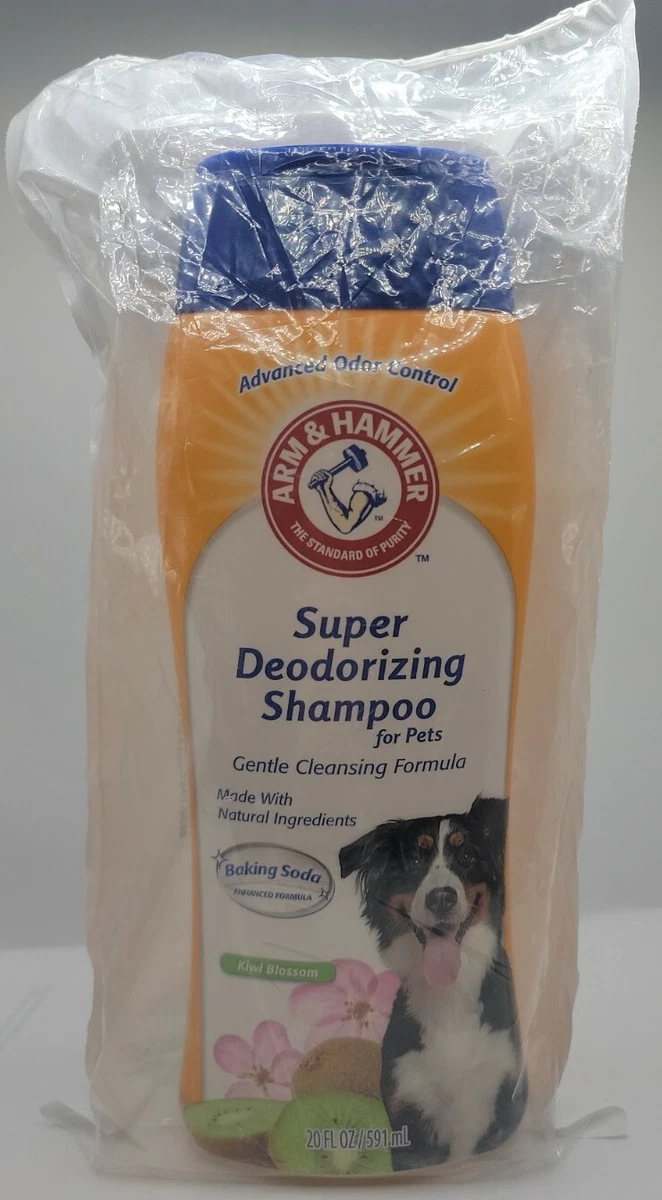 Advanced Odor Control
ARM & HAMMER
™
THE STANDARD OF PURITY
™
Super
Deodorizing
Shampoo
for Pets
Gentle Cleansing Formula
Made With
Natural Ingredients
Baking Soda
ENHANCED FORMULA
Kiwi Blossom
20 FL OZ/591 mL